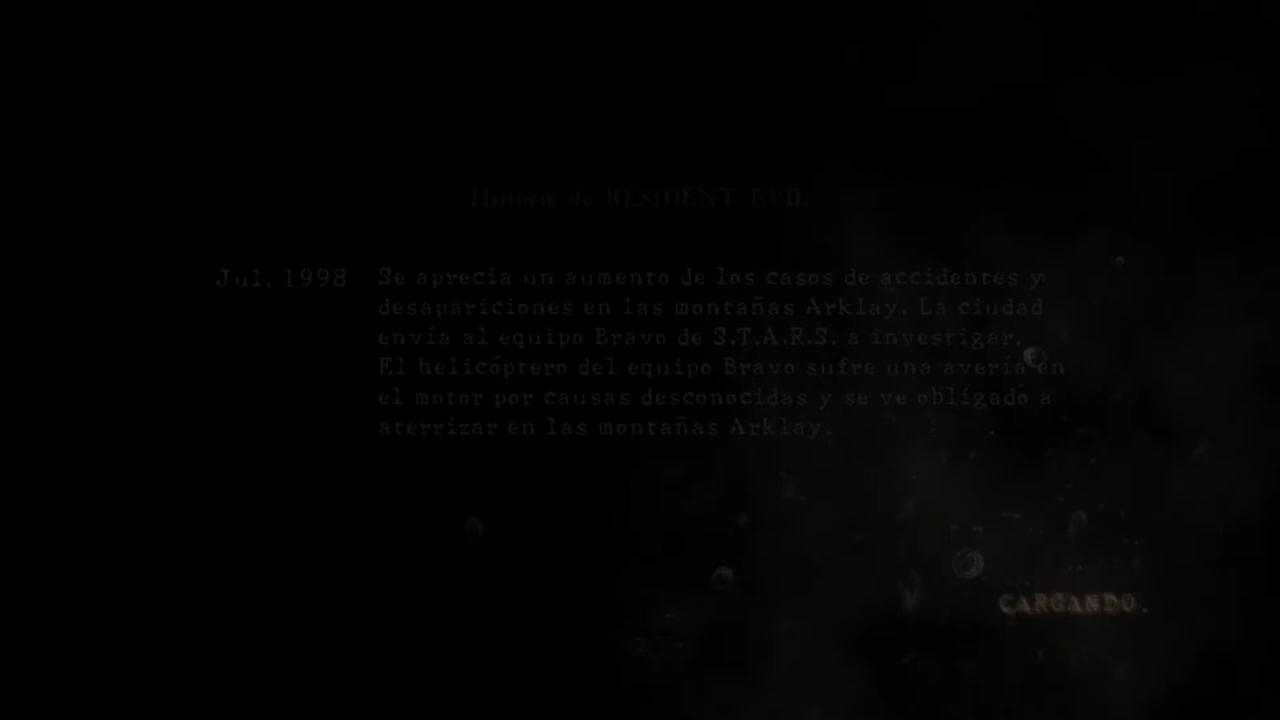 Historia de RESIDENT EVIL
Jul, 1998 Se aprecia un aumento de los casos de accidentes y
desapariciones en las montañas Arklay. La ciudad
envía al equipo Bravo de S.T.A.R.S. a investigar.
El helicóptero del equipo Bravo sufre una avería en
el motor por causas desconocidas y se ve obligado a
aterrizar en las montañas Arklay.
CARGANDO.